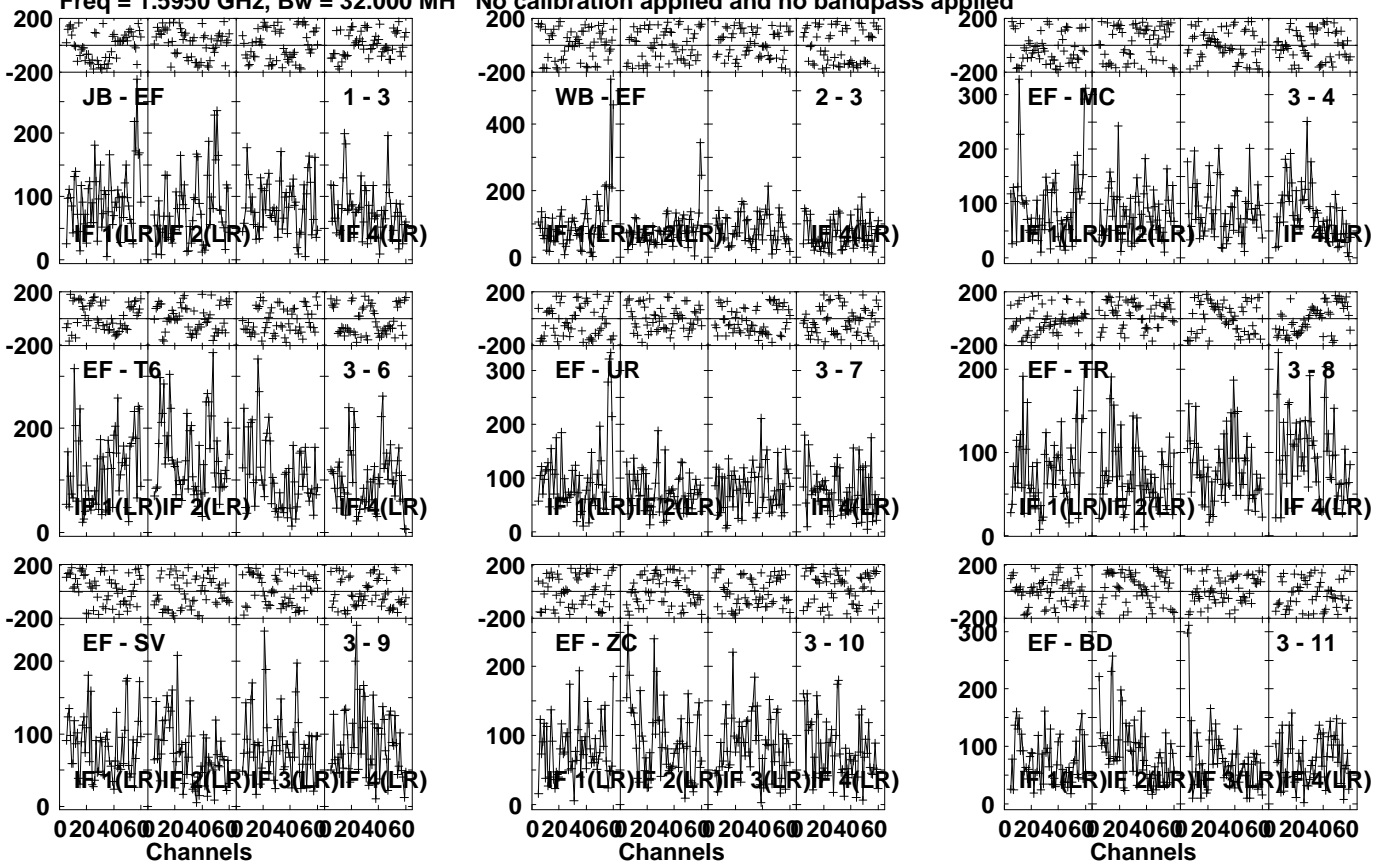 Freq = 1.5950 GHz, Bw = 32.000 MH No calibration applied and no bandpass applied
200
-200
JB - EF 1 - 3
200
100
0
IF 1(LR) IF 2(LR) IF 4(LR)
200
-200
WB - EF 2 - 3
400
200
0
IF 1(LR) IF 2(LR) IF 4(LR)
200
-200
EF - MC 3 - 4
300
200
100
0
IF 1(LR) IF 2(LR) IF 4(LR)
200
-200
EF - T6 3 - 6
200
0
IF 1(LR) IF 2(LR) IF 4(LR)
200
-200
EF - UR 3 - 7
300
200
100
0
IF 1(LR) IF 2(LR) IF 4(LR)
200
-200
EF - TR 3 - 8
200
100
0
IF 1(LR) IF 2(LR) IF 4(LR)
200
-200
EF - SV 3 - 9
200
100
0
IF 1(LR) IF 2(LR) IF 3(LR) IF 4(LR)
0 20 40 60 0 20 40 60 0 20 40 60 0 20 40 60
Channels
200
-200
EF - ZC 3 - 10
200
100
0
IF 1(LR) IF 2(LR) IF 3(LR) IF 4(LR)
0 20 40 60 0 20 40 60 0 20 40 60 0 20 40 60
Channels
200
-200
EF - BD 3 - 11
300
200
100
0
IF 1(LR) IF 2(LR) IF 3(LR) IF 4(LR)
0 20 40 60 0 20 40 60 0 20 40 60 0 20 40 60
Channels